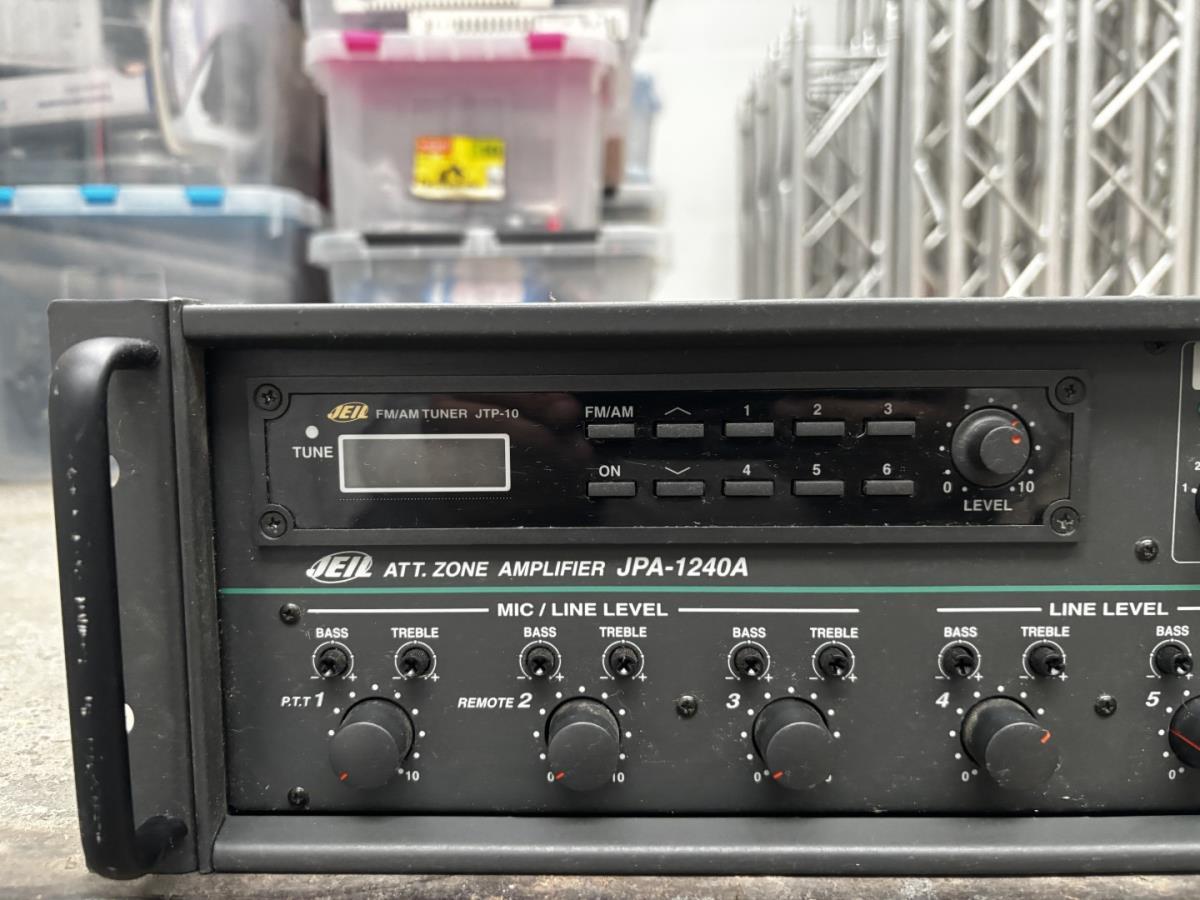 JEIL FM/AM TUNER JTP-10
TUNE
FM/AM 1 2 3
ON 4 5 6
0 10
LEVEL
JEIL ATT. ZONE AMPLIFIER JPA-1240A
MIC / LINE LEVEL LINE LEVEL
BASS TREBLE BASS TREBLE BASS TREBLE BASS TREBLE BASS
- + - + - + - + -
P.T.T 1 REMOTE 2 3 4 5
10 0 10 0 0 0
2
1